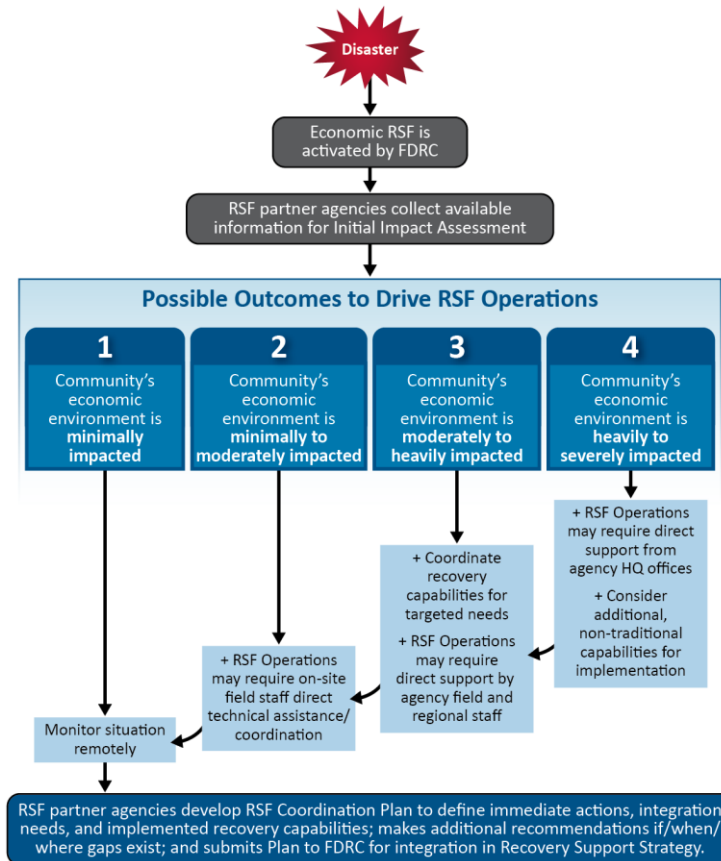 Disaster
Economic RSF is
activated by FDRC
RSF partner agencies collect available
information for Initial Impact Assessment
Possible Outcomes to Drive RSF Operations
1
Community's
economic
environment is
minimally
impacted
2
Community's
economic
environment is
minimally to
moderately impacted
3
Community's
economic
environment is
moderately to
heavily impacted
4
Community's
economic
environment is
heavily to
severely impacted
+ RSF Operations
may require direct
support from
agency HQ offices
+ Consider
additional,
non-traditional
capabilities for
implementation
+ Coordinate
recovery
capabilities for
targeted needs
+ RSF Operations
may require
direct support by
agency field and
regional staff
+ RSF Operations
may require on-site
field staff direct
technical assistance/
coordination
Monitor situation
remotely
RSF partner agencies develop RSF Coordination Plan to define immediate actions, integration
needs, and implemented recovery capabilities; makes additional recommendations if/when/
where gaps exist; and submits Plan to FDRC for integration in Recovery Support Strategy.